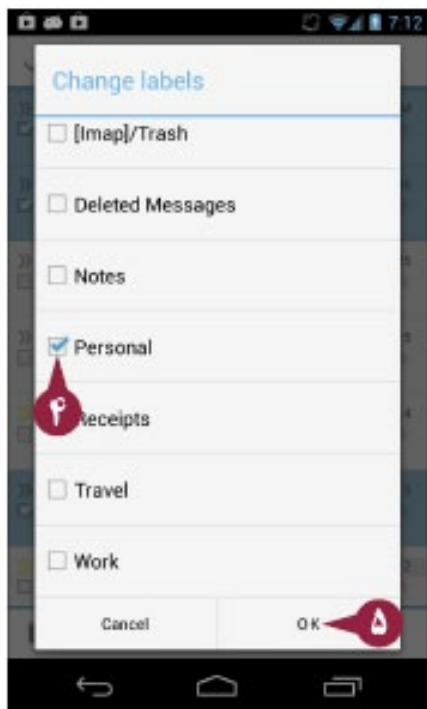 7:12
Change labels
[Imap]/Trash
Deleted Messages
Notes
Personal
۴
Receipts
Travel
Work
Cancel OK ۵